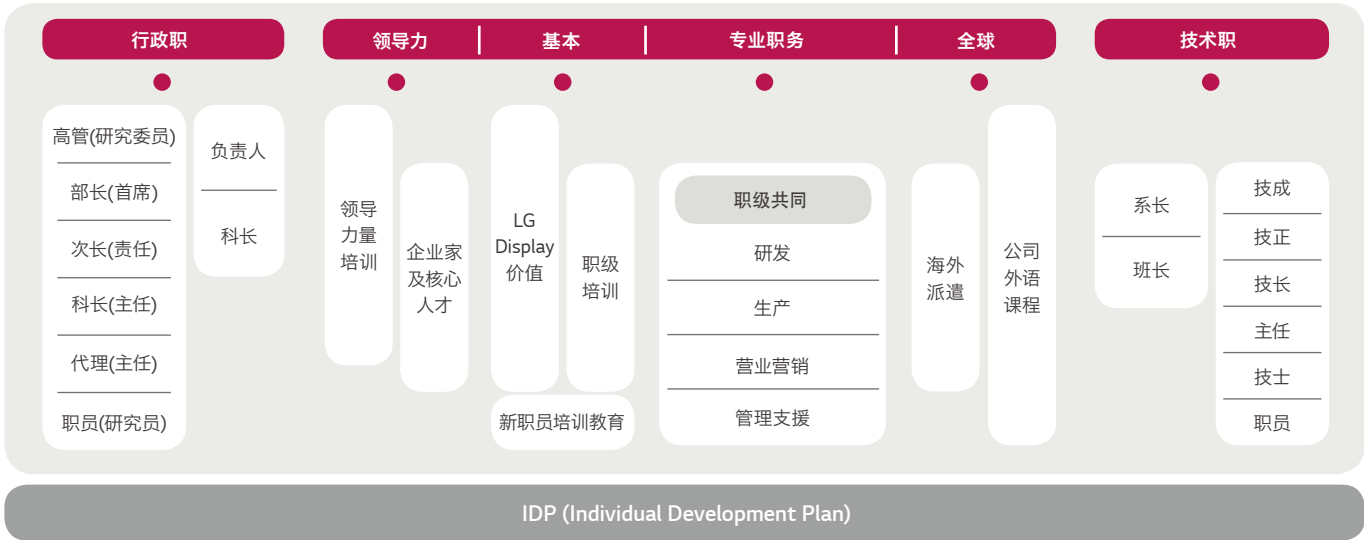 行政职
领导力
基本
专业职务
全球
技术职
高管(研究委员)
部长(首席)
次长(责任)
科长(主任)
代理(主任)
职员(研究员)
负责人
科长
领导
力量
培训
企业家
及核心
人才
LG
Display
价值
职级
培训
新职员培训教育
职级共同
研发
生产
营业营销
管理支援
海外
派遣
公司
外语
课程
系长
班长
技成
技正
技长
主任
技士
职员
IDP (Individual Development Plan)